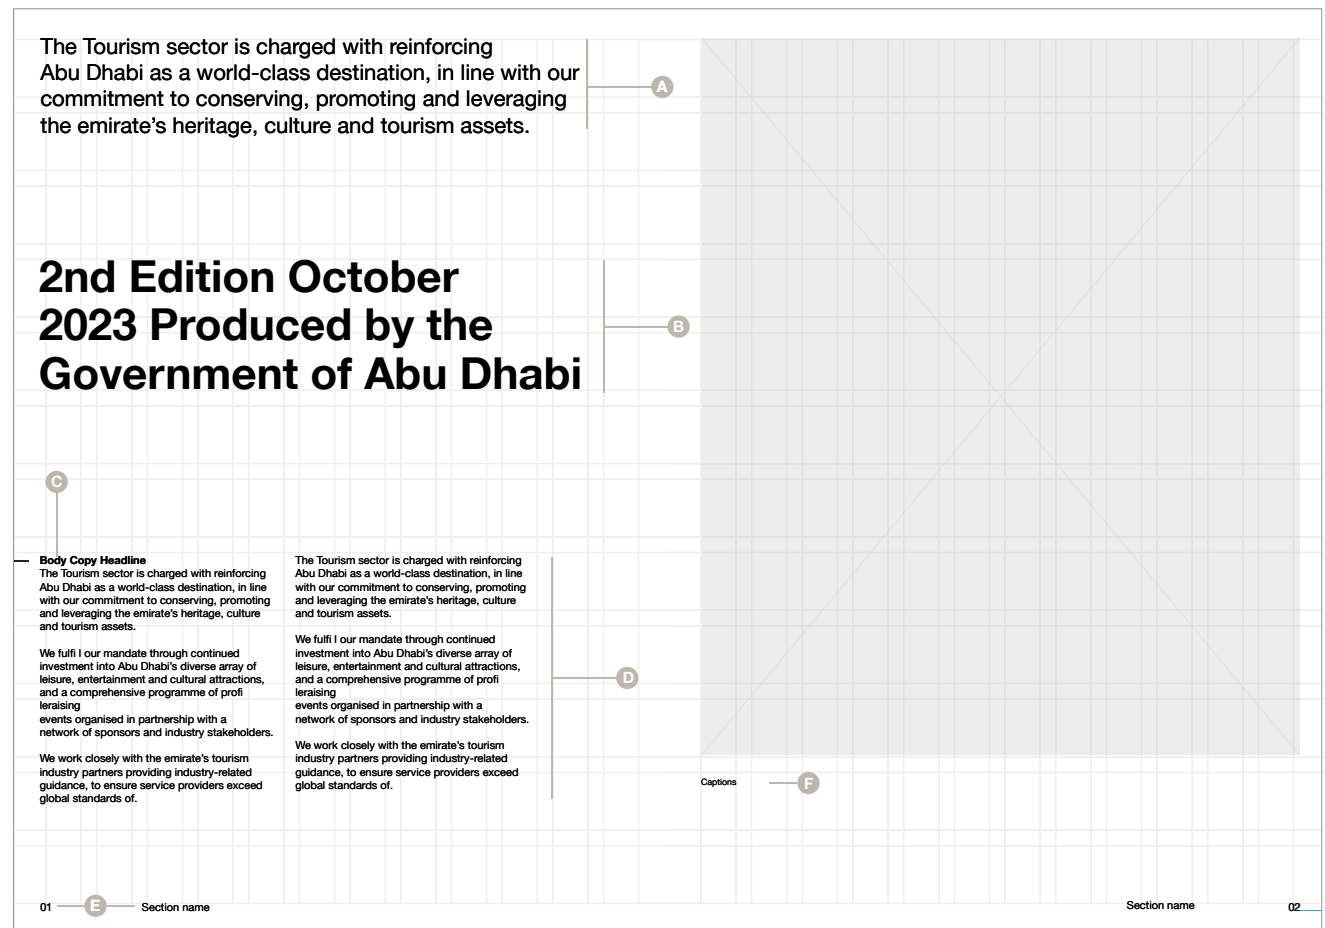 The Tourism sector is charged with reinforcing
Abu Dhabi as a world-class destination, in line with our
commitment to conserving, promoting and leveraging
the emirate's heritage, culture and tourism assets.
A
2nd Edition October
2023 Produced by the
Government of Abu Dhabi
B
C
Body Copy Headline
The Tourism sector is charged with reinforcing
Abu Dhabi as a world-class destination, in line
with our commitment to conserving, promoting
and leveraging the emirate's heritage, culture
and tourism assets.
We fulfi l our mandate through continued
investment into Abu Dhabi's diverse array of
leisure, entertainment and cultural attractions,
and a comprehensive programme of profi
leraising
events organised in partnership with a
network of sponsors and industry stakeholders.
We work closely with the emirate's tourism
industry partners providing industry-related
guidance, to ensure service providers exceed
global standards of.
The Tourism sector is charged with reinforcing
Abu Dhabi as a world-class destination, in line
with our commitment to conserving, promoting
and leveraging the emirate's heritage, culture
and tourism assets.
We fulfi l our mandate through continued
investment into Abu Dhabi's diverse array of
leisure, entertainment and cultural attractions,
and a comprehensive programme of profi
leraising
events organised in partnership with a
network of sponsors and industry stakeholders.
We work closely with the emirate's tourism
industry partners providing industry-related
guidance, to ensure service providers exceed
global standards of.
D
Captions
F
01
E
Section name
Section name
02